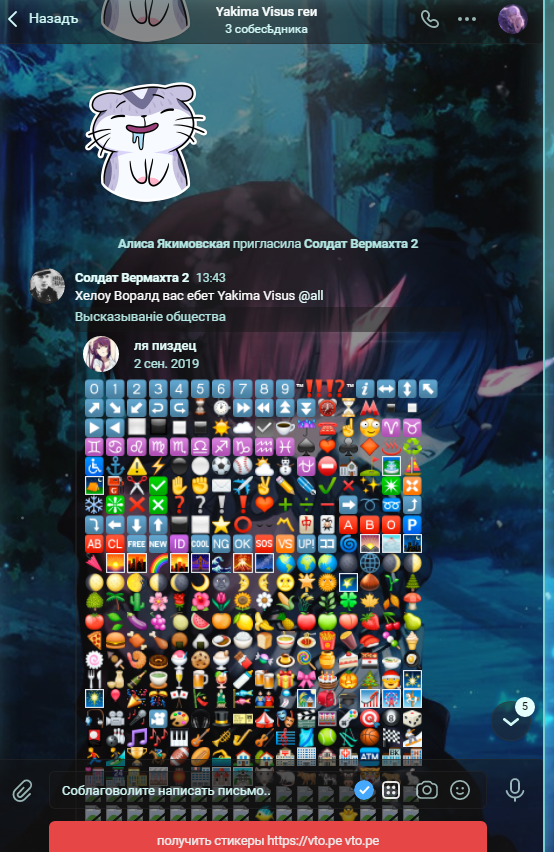 Назадъ
Yakima Visus геи
3 собесѣдника
Алиса Якимовская пригласила Солдат Вермахта 2
Солдат Вермахта 2 13:43
Хелоу Воралд вас ебет Yakima Visus @all
Высказыванiе общества
ля пиздец
2 сен. 2019
5
Соблаговолите написать письмо..
получить стикеры https://vto.pe vto.pe